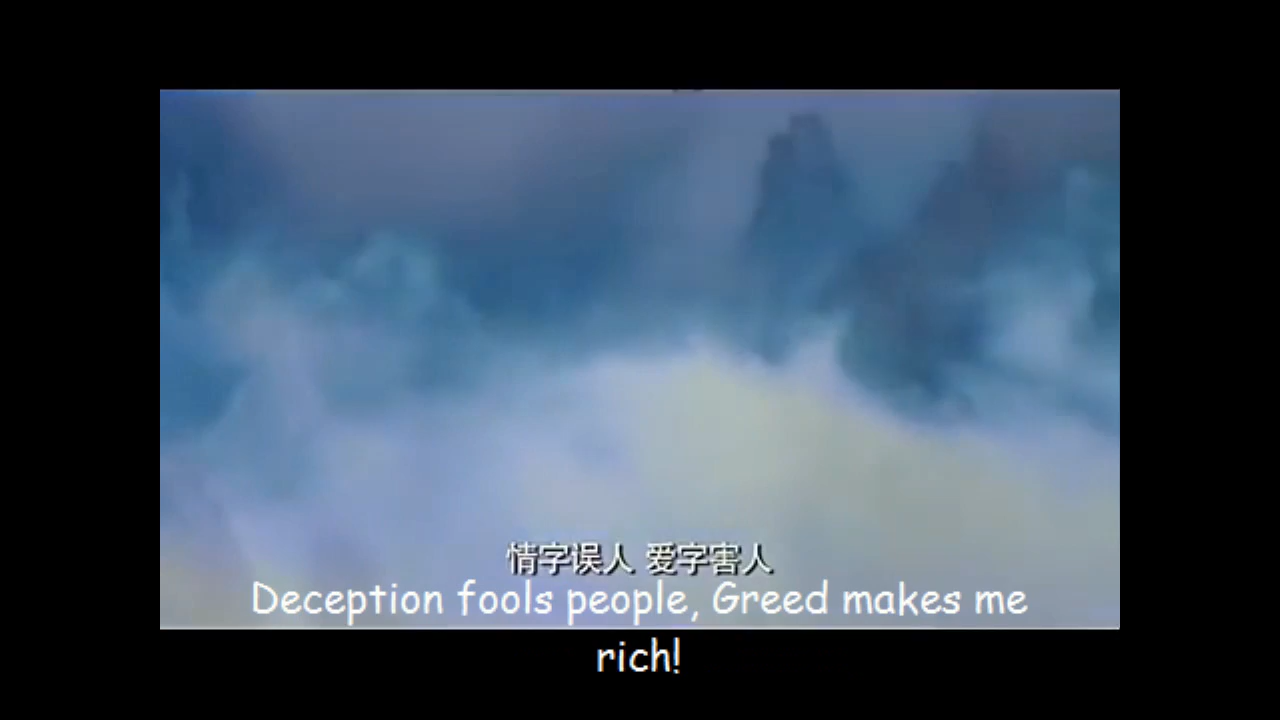 情字误人 爱字害人
Deception fools people, Greed makes me
rich!